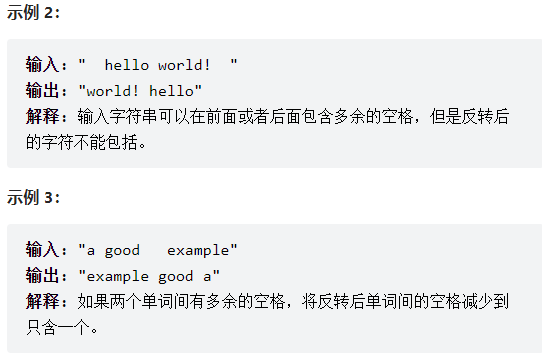 示例 2：
输入："  hello world!  "
输出："world! hello"
解释：输入字符串可以在前面或者后面包含多余的空格，但是反转后
的字符不能包括。
示例 3：
输入："a good   example"
输出："example good a"
解释：如果两个单词间有多余的空格，将反转后单词间的空格减少到
只含一个。